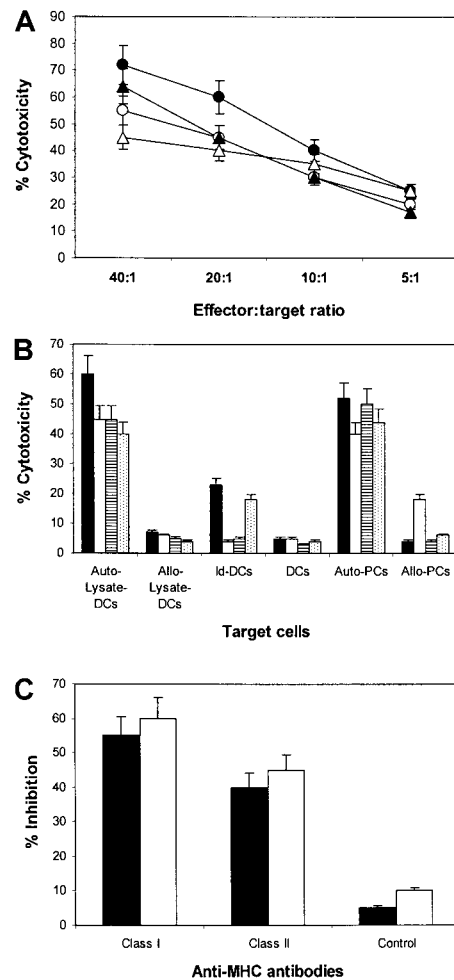 A
% Cytotoxicity
90
80
70
60
50
40
30
20
10
0
40:1 20:1 10:1 5:1
Effector:target ratio
B
% Cytotoxicity
70
60
50
40
30
20
10
0
Auto- Allo- Id-DCs DCs Auto-PCs Allo-PCs
Lysate- Lysate-
DCs DCs
Target cells
C
% Inhibition
70
60
50
40
30
20
10
0
Class I Class II Control
Anti-MHC antibodies